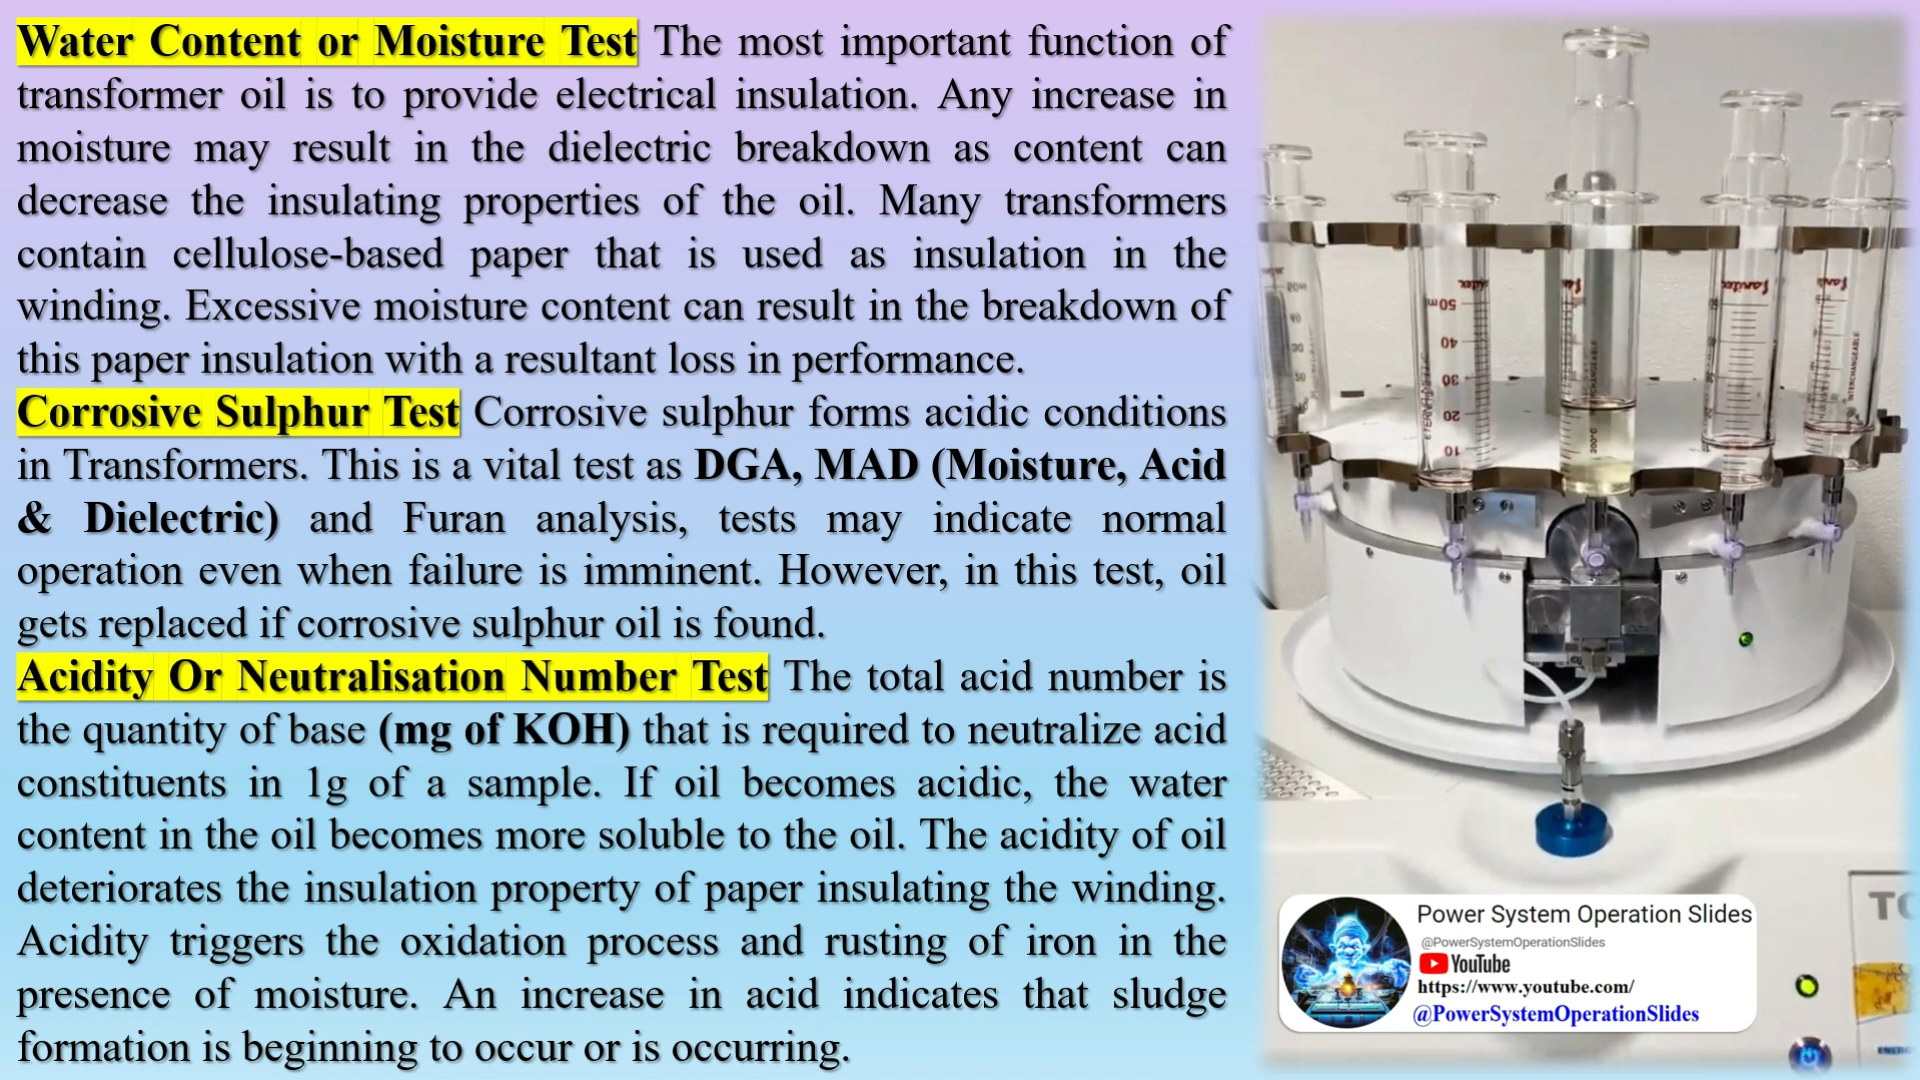 Water Content or Moisture Test The most important function of
transformer oil is to provide electrical insulation. Any increase in
moisture may result in the dielectric breakdown as content can
decrease the insulating properties of the oil. Many transformers
contain cellulose-based paper that is used as insulation in the
winding. Excessive moisture content can result in the breakdown of
this paper insulation with a resultant loss in performance.
Corrosive Sulphur Test Corrosive sulphur forms acidic conditions
in Transformers. This is a vital test as DGA, MAD (Moisture, Acid
& Dielectric) and Furan analysis, tests may indicate normal
operation even when failure is imminent. However, in this test, oil
gets replaced if corrosive sulphur oil is found.
Acidity Or Neutralisation Number Test The total acid number is
the quantity of base (mg of KOH) that is required to neutralize acid
constituents in 1g of a sample. If oil becomes acidic, the water
content in the oil becomes more soluble to the oil. The acidity of oil
deteriorates the insulation property of paper insulating the winding.
Acidity triggers the oxidation process and rusting of iron in the
presence of moisture. An increase in acid indicates that sludge
formation is beginning to occur or is occurring.
50
40
30
20
10
INTERCHANGEABLE
Power System Operation Slides
@PowerSystemOperationSlides
YouTube
https://www.youtube.com/
@PowerSystemOperationSlides